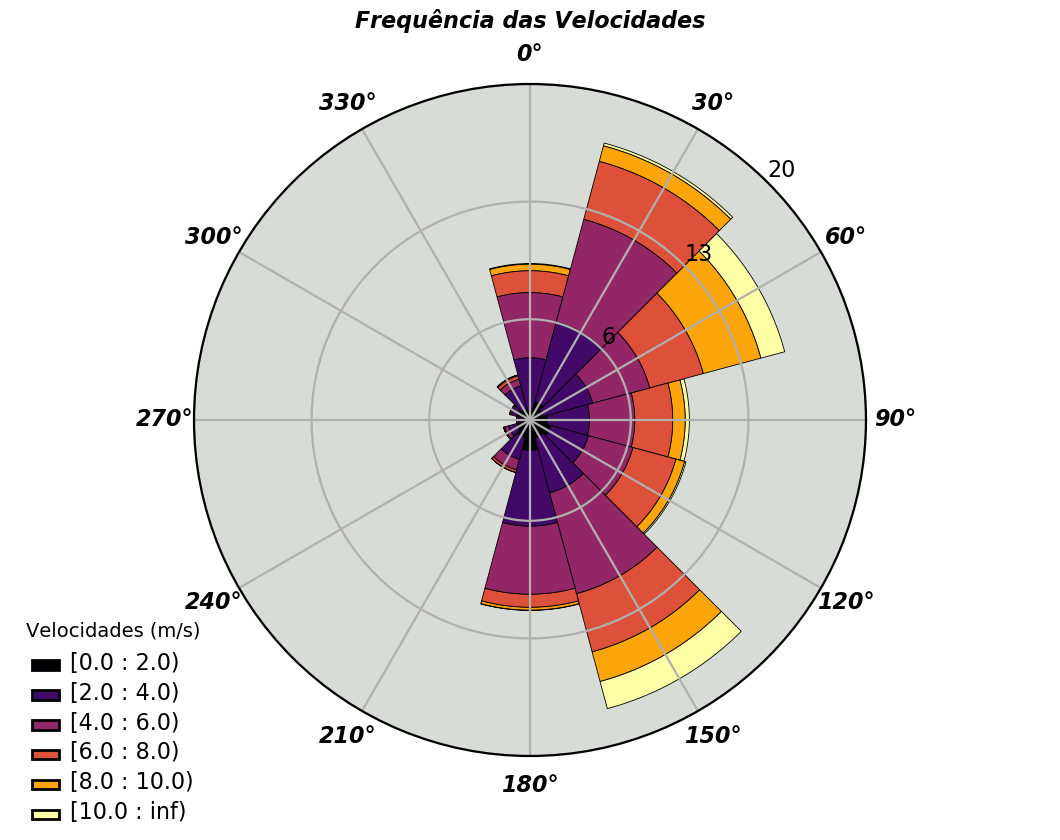 Frequência das Velocidades
0°
330°
30°
20
300°
60°
13
6
270°
90°
240°
120°
210°
150°
180°
Velocidades (m/s)
[0.0 : 2.0)
[2.0 : 4.0)
[4.0 : 6.0)
[6.0 : 8.0)
[8.0 : 10.0)
[10.0 : inf)